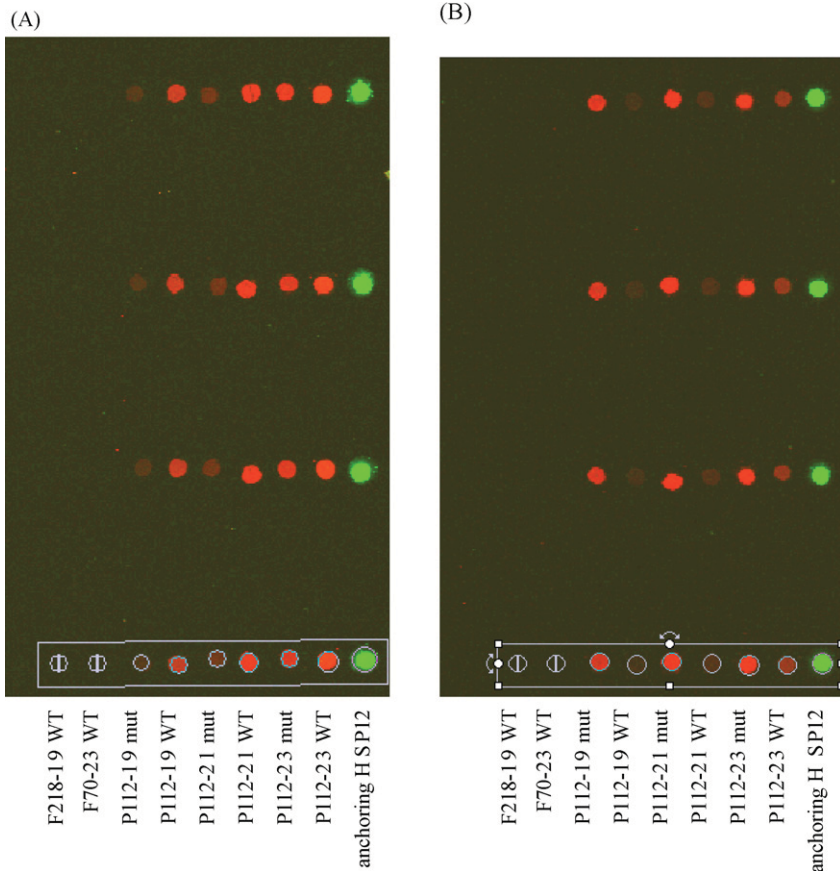 (A)
(B)
F218-19 WT
F70-23 WT
P112-19 mut
P112-19 WT
P112-21 mut
P112-21 WT
P112-23 mut
P112-23 WT
anchoring H SP12
F218-19 WT
F70-23 WT
P112-19 mut
P112-19 WT
P112-21 mut
P112-21 WT
P112-23 mut
P112-23 WT
anchoring H SP12